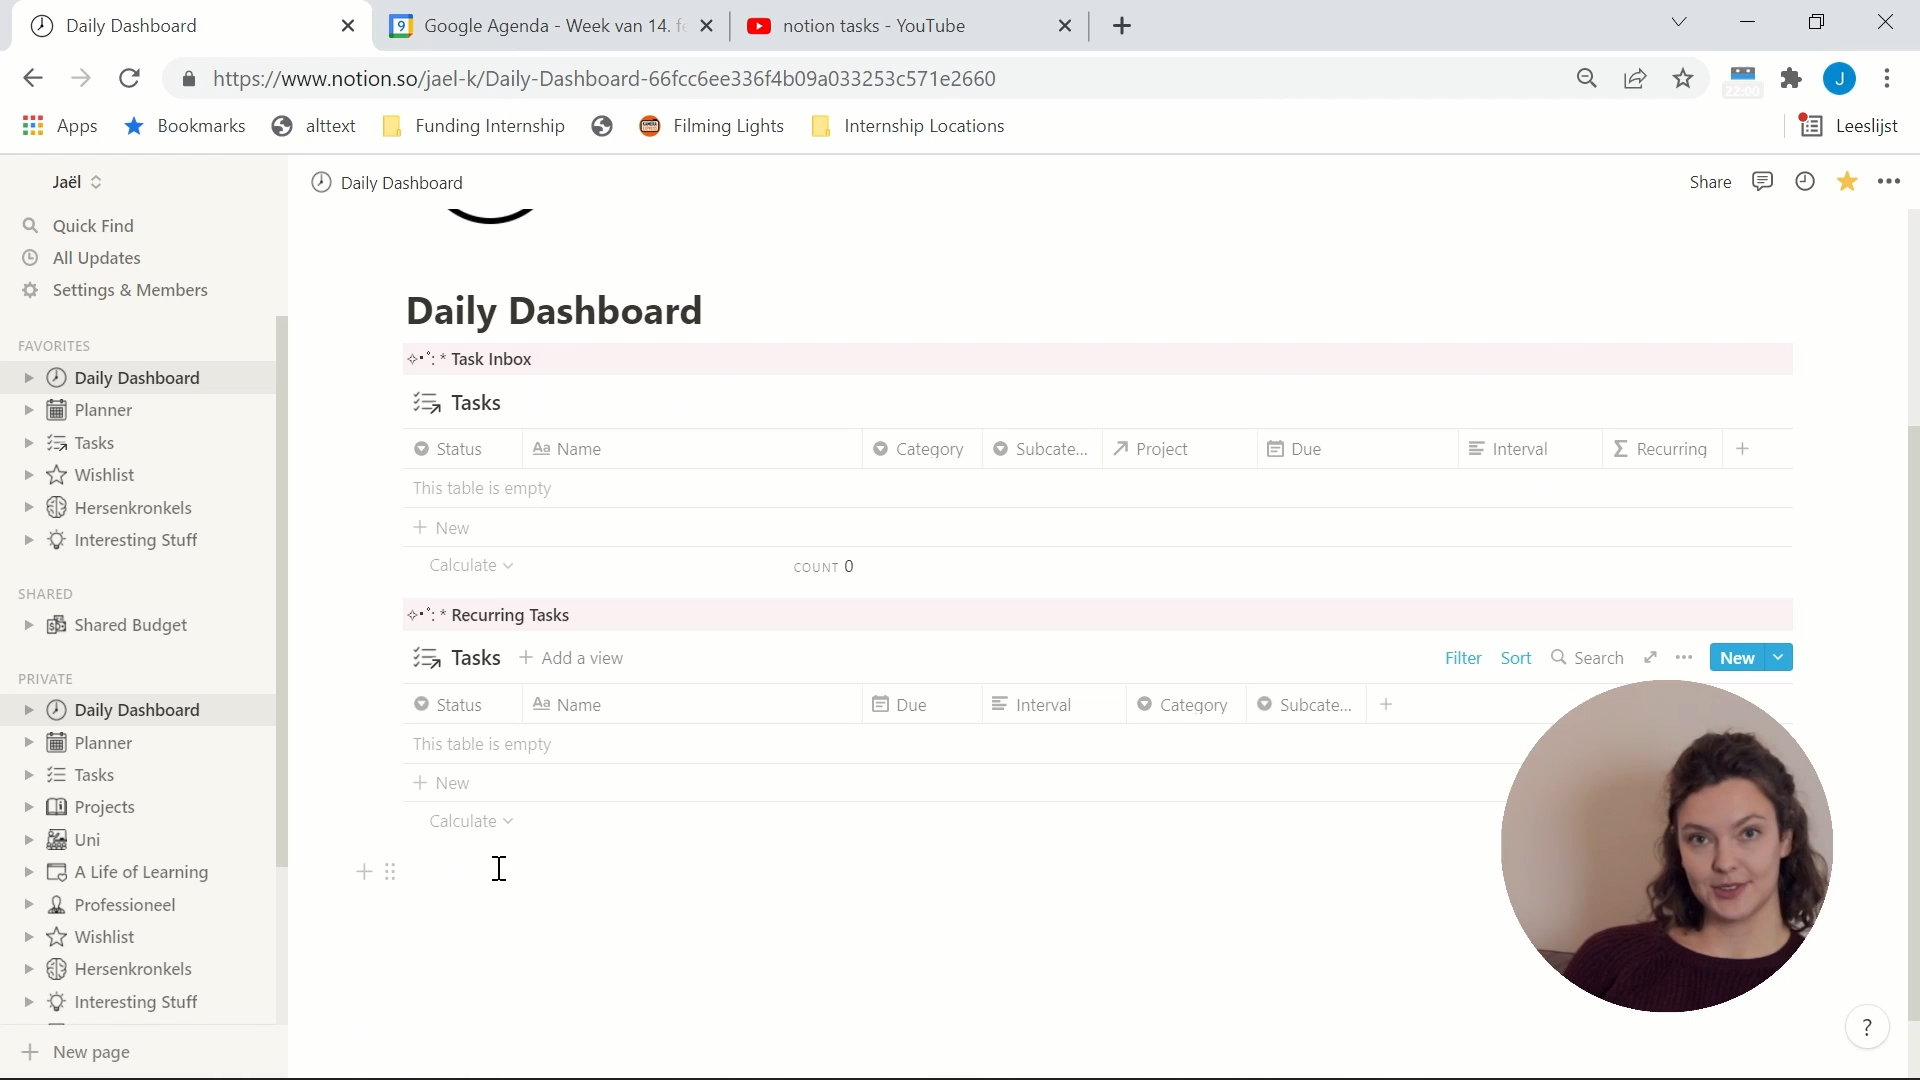 Daily Dashboard
Google Agenda - Week van 14. fe
notion tasks - YouTube
https://www.notion.so/jael-k/Daily-Dashboard-66fcc6ee336f4b09a033253c571e2660
22:00
J
Apps
Bookmarks
alttext
Funding Internship
Filming Lights
Internship Locations
Leeslijst
Jaël
Daily Dashboard
Share
Quick Find
All Updates
Settings & Members
FAVORITES
Daily Dashboard
Planner
Tasks
Wishlist
Hersenkronkels
Interesting Stuff
SHARED
Shared Budget
PRIVATE
Daily Dashboard
Planner
Tasks
Projects
Uni
A Life of Learning
Professioneel
Wishlist
Hersenkronkels
Interesting Stuff
New page
Daily Dashboard
✧･ﾟ: * Task Inbox
Tasks
Status Name Category Subcate... Project Due Interval Recurring
This table is empty
New
Calculate COUNT 0
✧･ﾟ: * Recurring Tasks
Tasks Add a view Filter Sort Search New
Status Name Due Interval Category Subcate...
This table is empty
New
Calculate
?